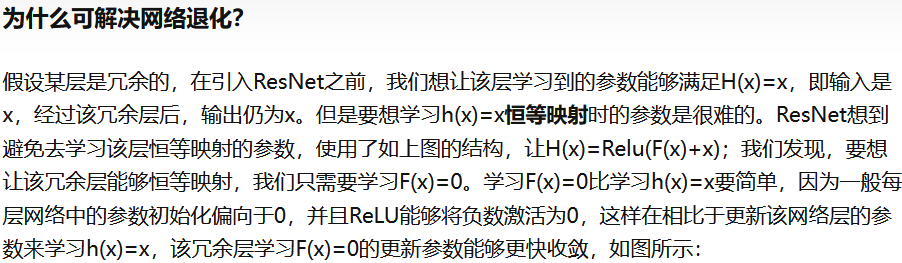 为什么可解决网络退化？
假设某层是冗余的，在引入ResNet之前，我们想让该层学习到的参数能够满足H(x)=x，即输入是
x，经过该冗余层后，输出仍为x。但是要想学习h(x)=x恒等映射时的参数是很难的。ResNet想到
避免去学习该层恒等映射的参数，使用了如上图的结构，让H(x)=Relu(F(x)+x)；我们发现，要想
让该冗余层能够恒等映射，我们只需要学习F(x)=0。学习F(x)=0比学习h(x)=x要简单，因为一般每
层网络中的参数初始化偏向于0，并且ReLU能够将负数激活为0，这样在相比于更新该网络层的参
数来学习h(x)=x，该冗余层学习F(x)=0的更新参数能够更快收敛，如图所示：